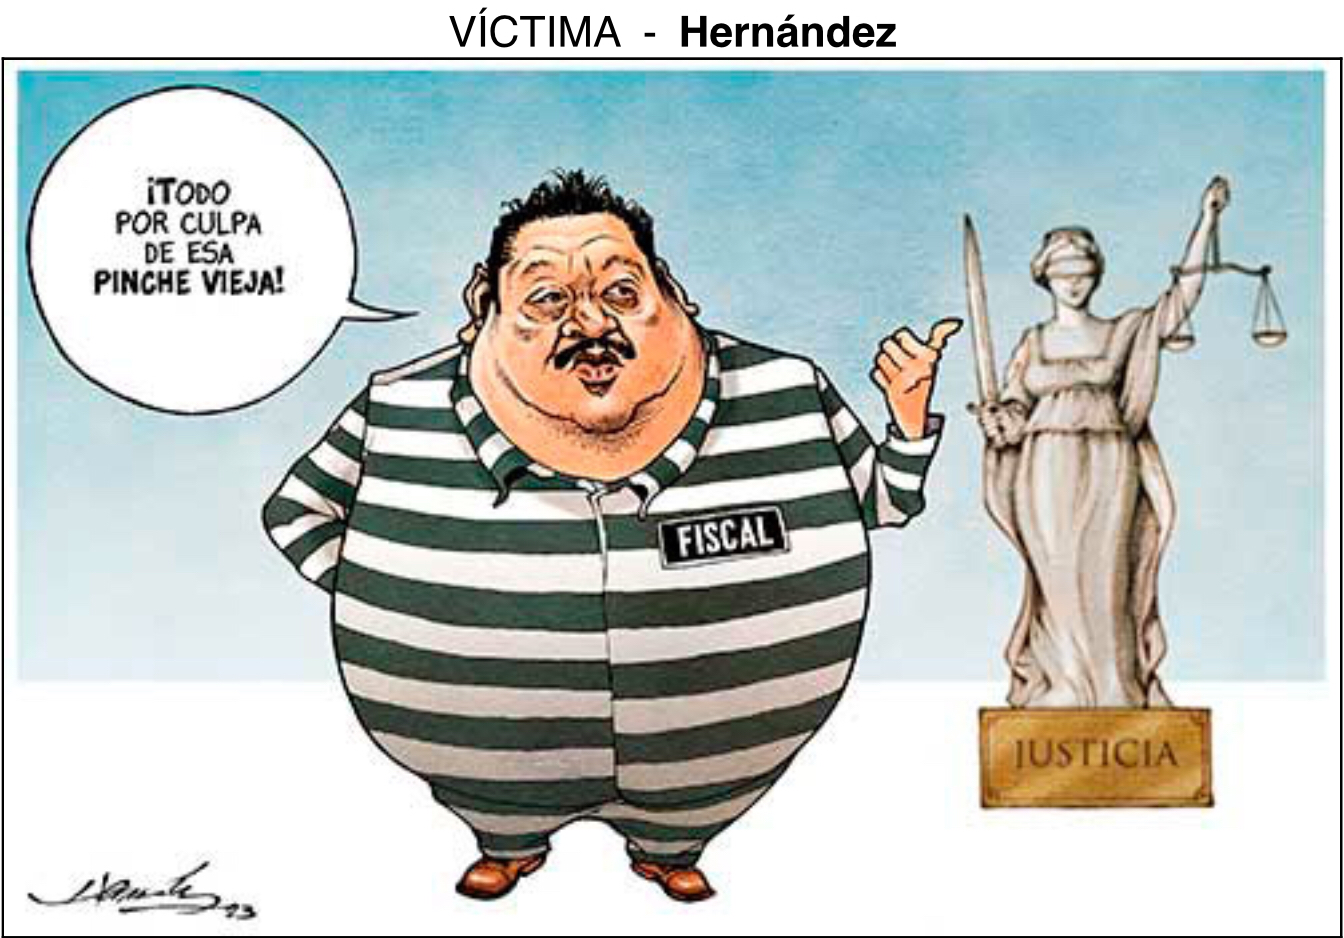 VÍCTIMA - Hernández
¡TODO
POR CULPA
DE ESA
PINCHE VIEJA!
FISCAL
JUSTICIA